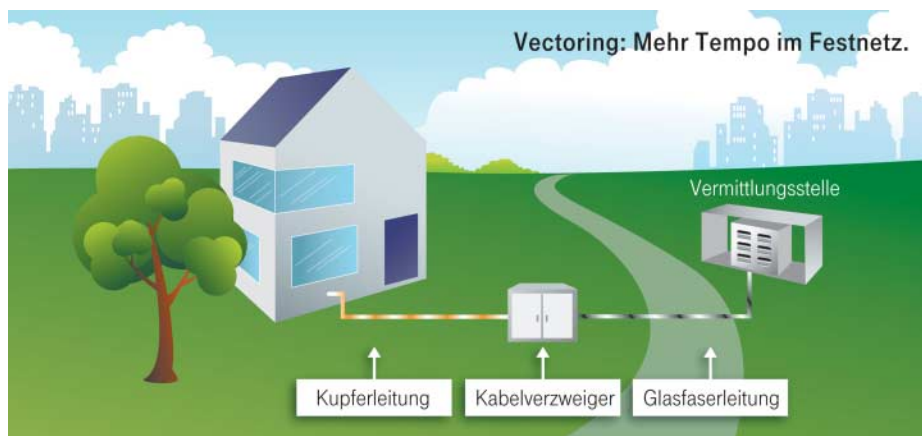 Vectoring: Mehr Tempo im Festnetz.
Vermittlungsstelle
Kupferleitung
Kabelverzweiger
Glasfaserleitung